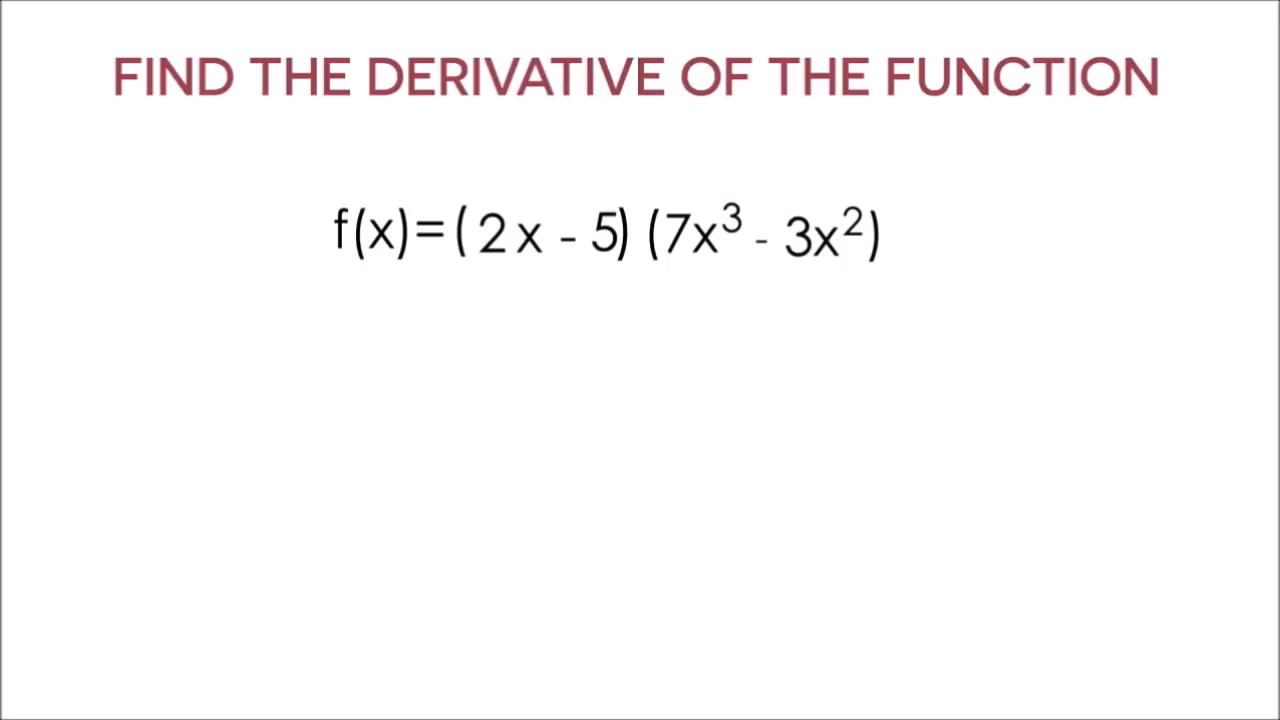 FIND THE DERIVATIVE OF THE FUNCTION
f(x)=(2x - 5) (7x³ - 3x²)